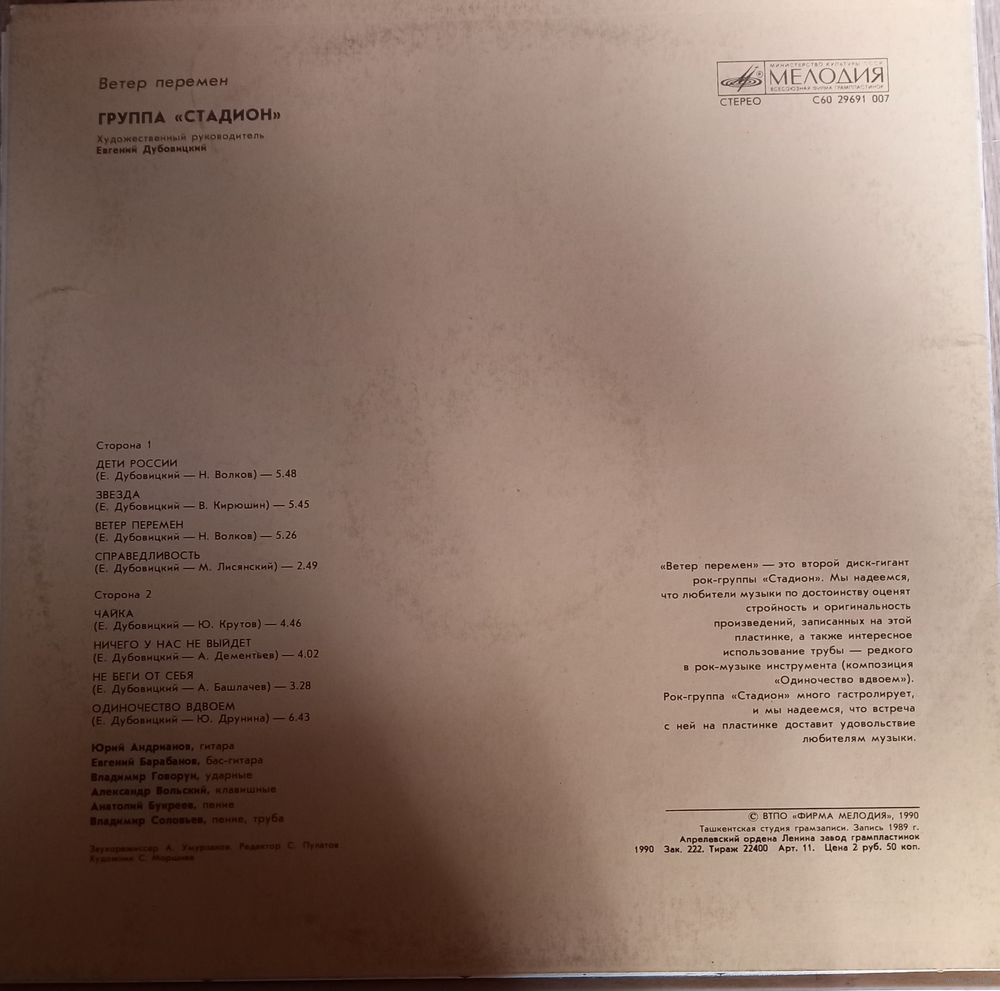 Ветер перемен
ГРУППА «СТАДИОН»
Художественный руководитель
Евгений Дубовицкий
МИНИСТЕРСТВО КУЛЬТУРЫ СССР
МЕЛОДИЯ
ВСЕСОЮЗНАЯ ФИРМА ГРАМПЛАСТИНОК
СТЕРЕО С60 29691 007
Сторона 1
ДЕТИ РОССИИ
(Е. Дубовицкий — Н. Волков) — 5.48
ЗВЕЗДА
(Е. Дубовицкий — В. Кирюшин) — 5.45
ВЕТЕР ПЕРЕМЕН
(Е. Дубовицкий — Н. Волков) — 5.26
СПРАВЕДЛИВОСТЬ
(Е. Дубовицкий — М. Лисянский) — 2.49
Сторона 2
ЧАЙКА
(Е. Дубовицкий — Ю. Крутов) — 4.46
НИЧЕГО У НАС НЕ ВЫЙДЕТ
(Е. Дубовицкий — А. Дементьев) — 4.02
НЕ БЕГИ ОТ СЕБЯ
(Е. Дубовицкий — А. Башлачев) — 3.28
ОДИНОЧЕСТВО ВДВОЕМ
(Е. Дубовицкий — Ю. Друнина) — 6.43
Юрий Андрианов, гитара
Евгений Барабанов, бас-гитара
Владимир Говорун, ударные
Александр Вольский, клавишные
Анатолий Букреев, пение
Владимир Соловьев, пение, труба
Звукорежиссер А. Умурзаков. Редактор С. Пулатов
Художник С. Моршнев
«Ветер перемен» — это второй диск-гигант
рок-группы «Стадион». Мы надеемся,
что любители музыки по достоинству оценят
стройность и оригинальность
произведений, записанных на этой
пластинке, а также интересное
использование трубы — редкого
в рок-музыке инструмента (композиция
«Одиночество вдвоем»).
Рок-группа «Стадион» много гастролирует,
и мы надеемся, что встреча
с ней на пластинке доставит удовольствие
любителям музыки.
© ВТПО «ФИРМА МЕЛОДИЯ», 1990
Ташкентская студия грамзаписи. Запись 1989 г.
Апрелевский ордена Ленина завод грампластинок
1990 Зак. 222. Тираж 22400 Арт. 11. Цена 2 руб. 50 коп.